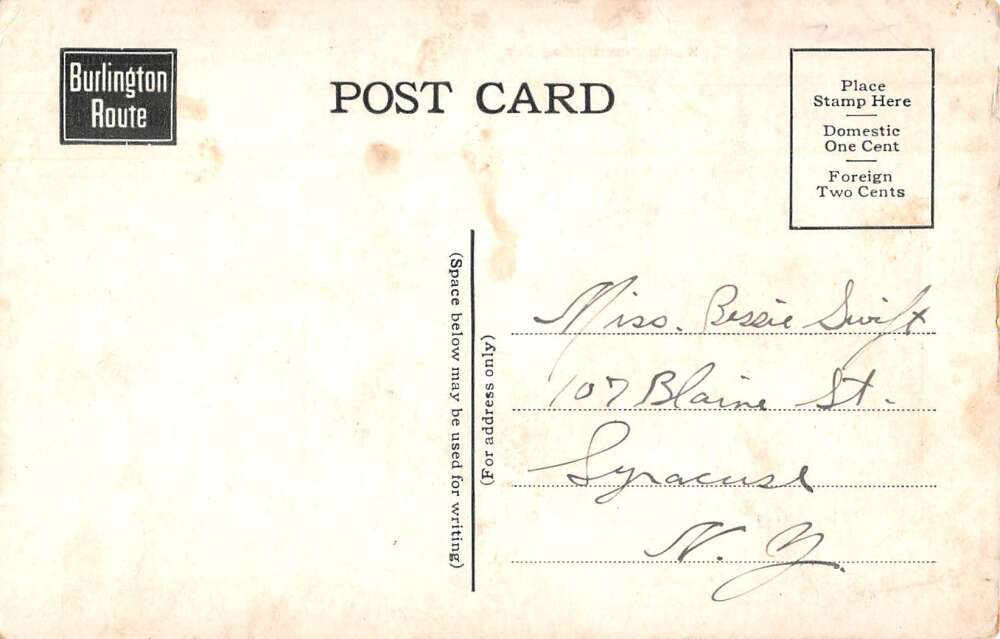 Burlington
Route
POST CARD
Place
Stamp Here
Domestic
One Cent
Foreign
Two Cents
(Space below may be used for writing)
(For address only)
Miss. Bessie Swift
107 Blaine St.
Syracuse
N. Y.